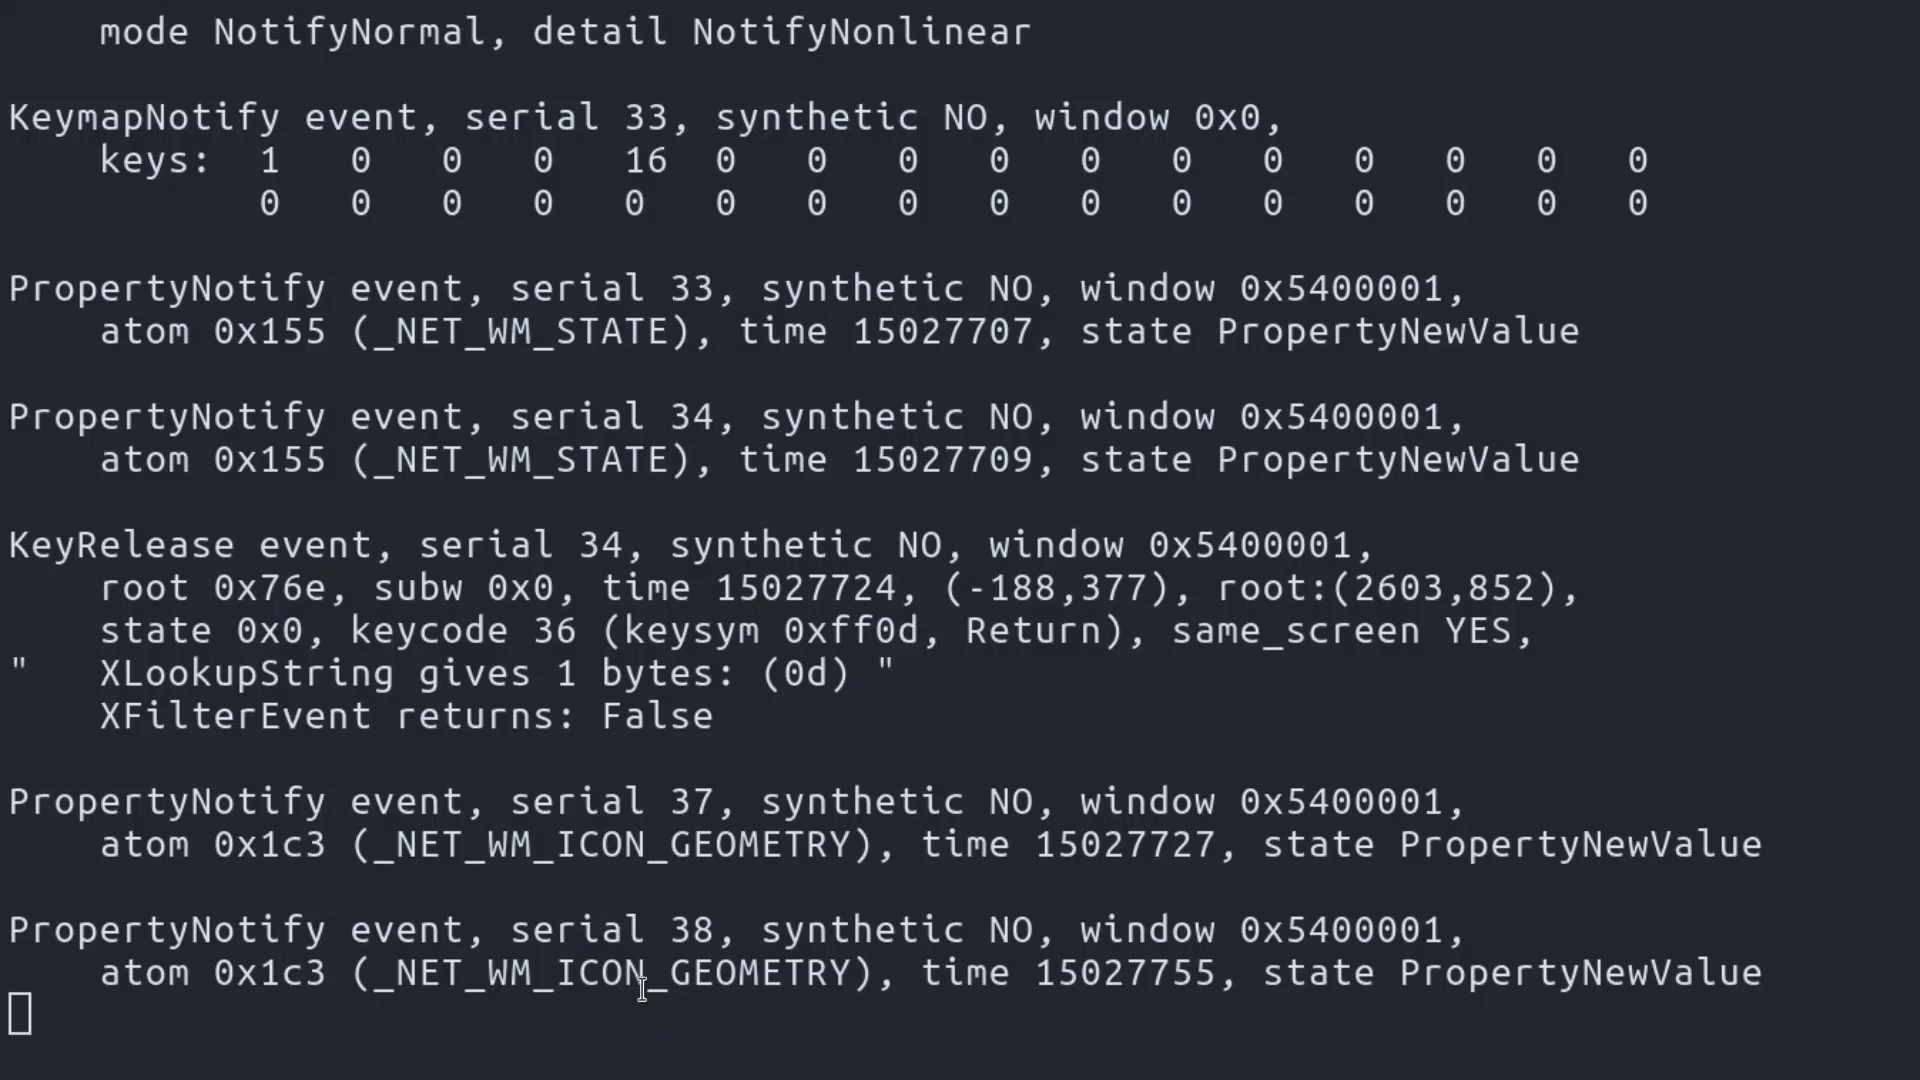 mode NotifyNormal, detail NotifyNonlinear
KeymapNotify event, serial 33, synthetic NO, window 0x0,
keys: 1 0 0 0 16 0 0 0 0 0 0 0 0 0 0 0
0 0 0 0 0 0 0 0 0 0 0 0 0 0 0 0
PropertyNotify event, serial 33, synthetic NO, window 0x5400001,
atom 0x155 (_NET_WM_STATE), time 15027707, state PropertyNewValue
PropertyNotify event, serial 34, synthetic NO, window 0x5400001,
atom 0x155 (_NET_WM_STATE), time 15027709, state PropertyNewValue
KeyRelease event, serial 34, synthetic NO, window 0x5400001,
root 0x76e, subw 0x0, time 15027724, (-188,377), root:(2603,852),
state 0x0, keycode 36 (keysym 0xff0d, Return), same_screen YES,
" XLookupString gives 1 bytes: (0d) "
XFilterEvent returns: False
PropertyNotify event, serial 37, synthetic NO, window 0x5400001,
atom 0x1c3 (_NET_WM_ICON_GEOMETRY), time 15027727, state PropertyNewValue
PropertyNotify event, serial 38, synthetic NO, window 0x5400001,
atom 0x1c3 (_NET_WM_ICON_GEOMETRY), time 15027755, state PropertyNewValue